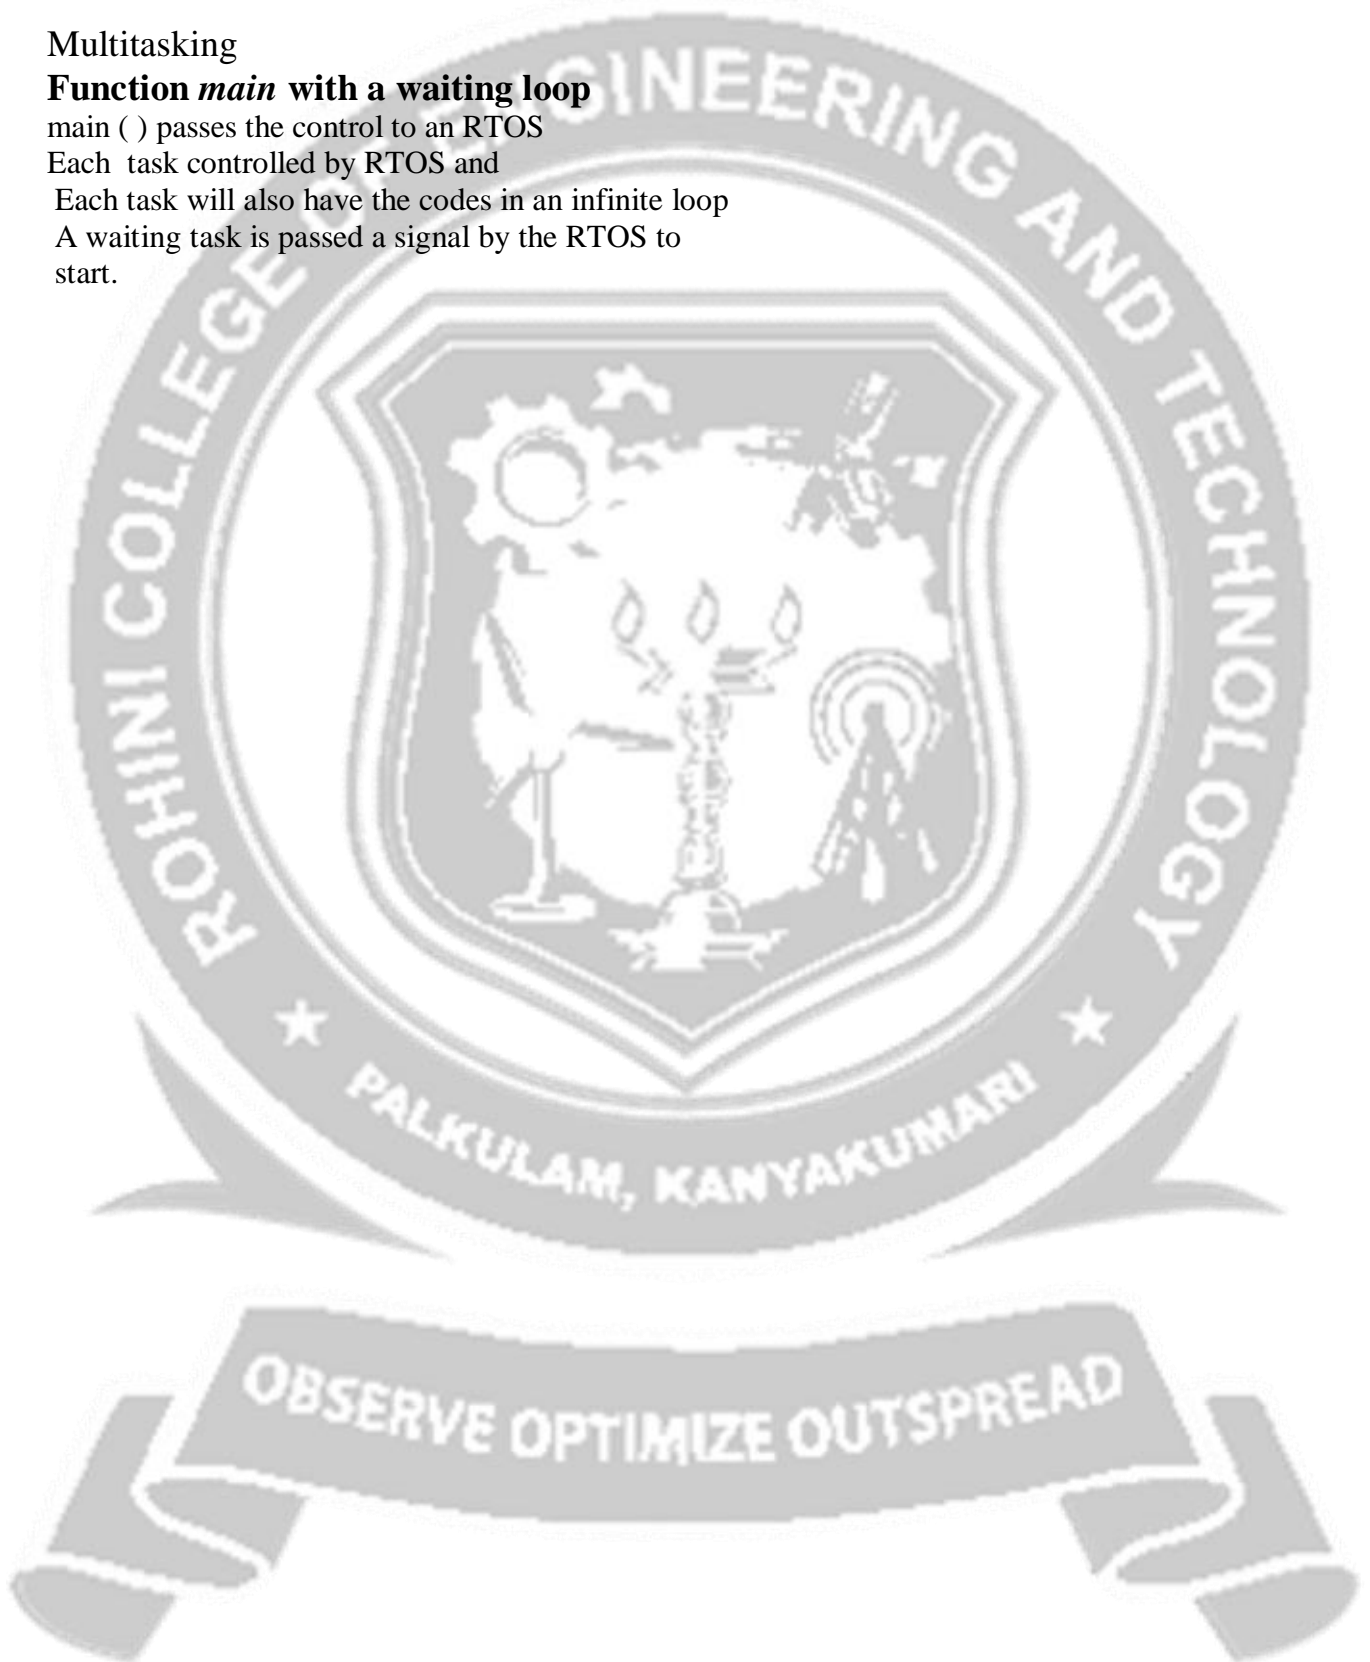 Multitasking
Function main with a waiting loop
main ( ) passes the control to an RTOS
Each task controlled by RTOS and
Each task will also have the codes in an infinite loop
A waiting task is passed a signal by the RTOS to
start.
ROHINI COLLEGE OF ENGINEERING AND TECHNOLOGY
PALKULAM, KANYAKUMARI
OBSERVE OPTIMIZE OUTSPREAD